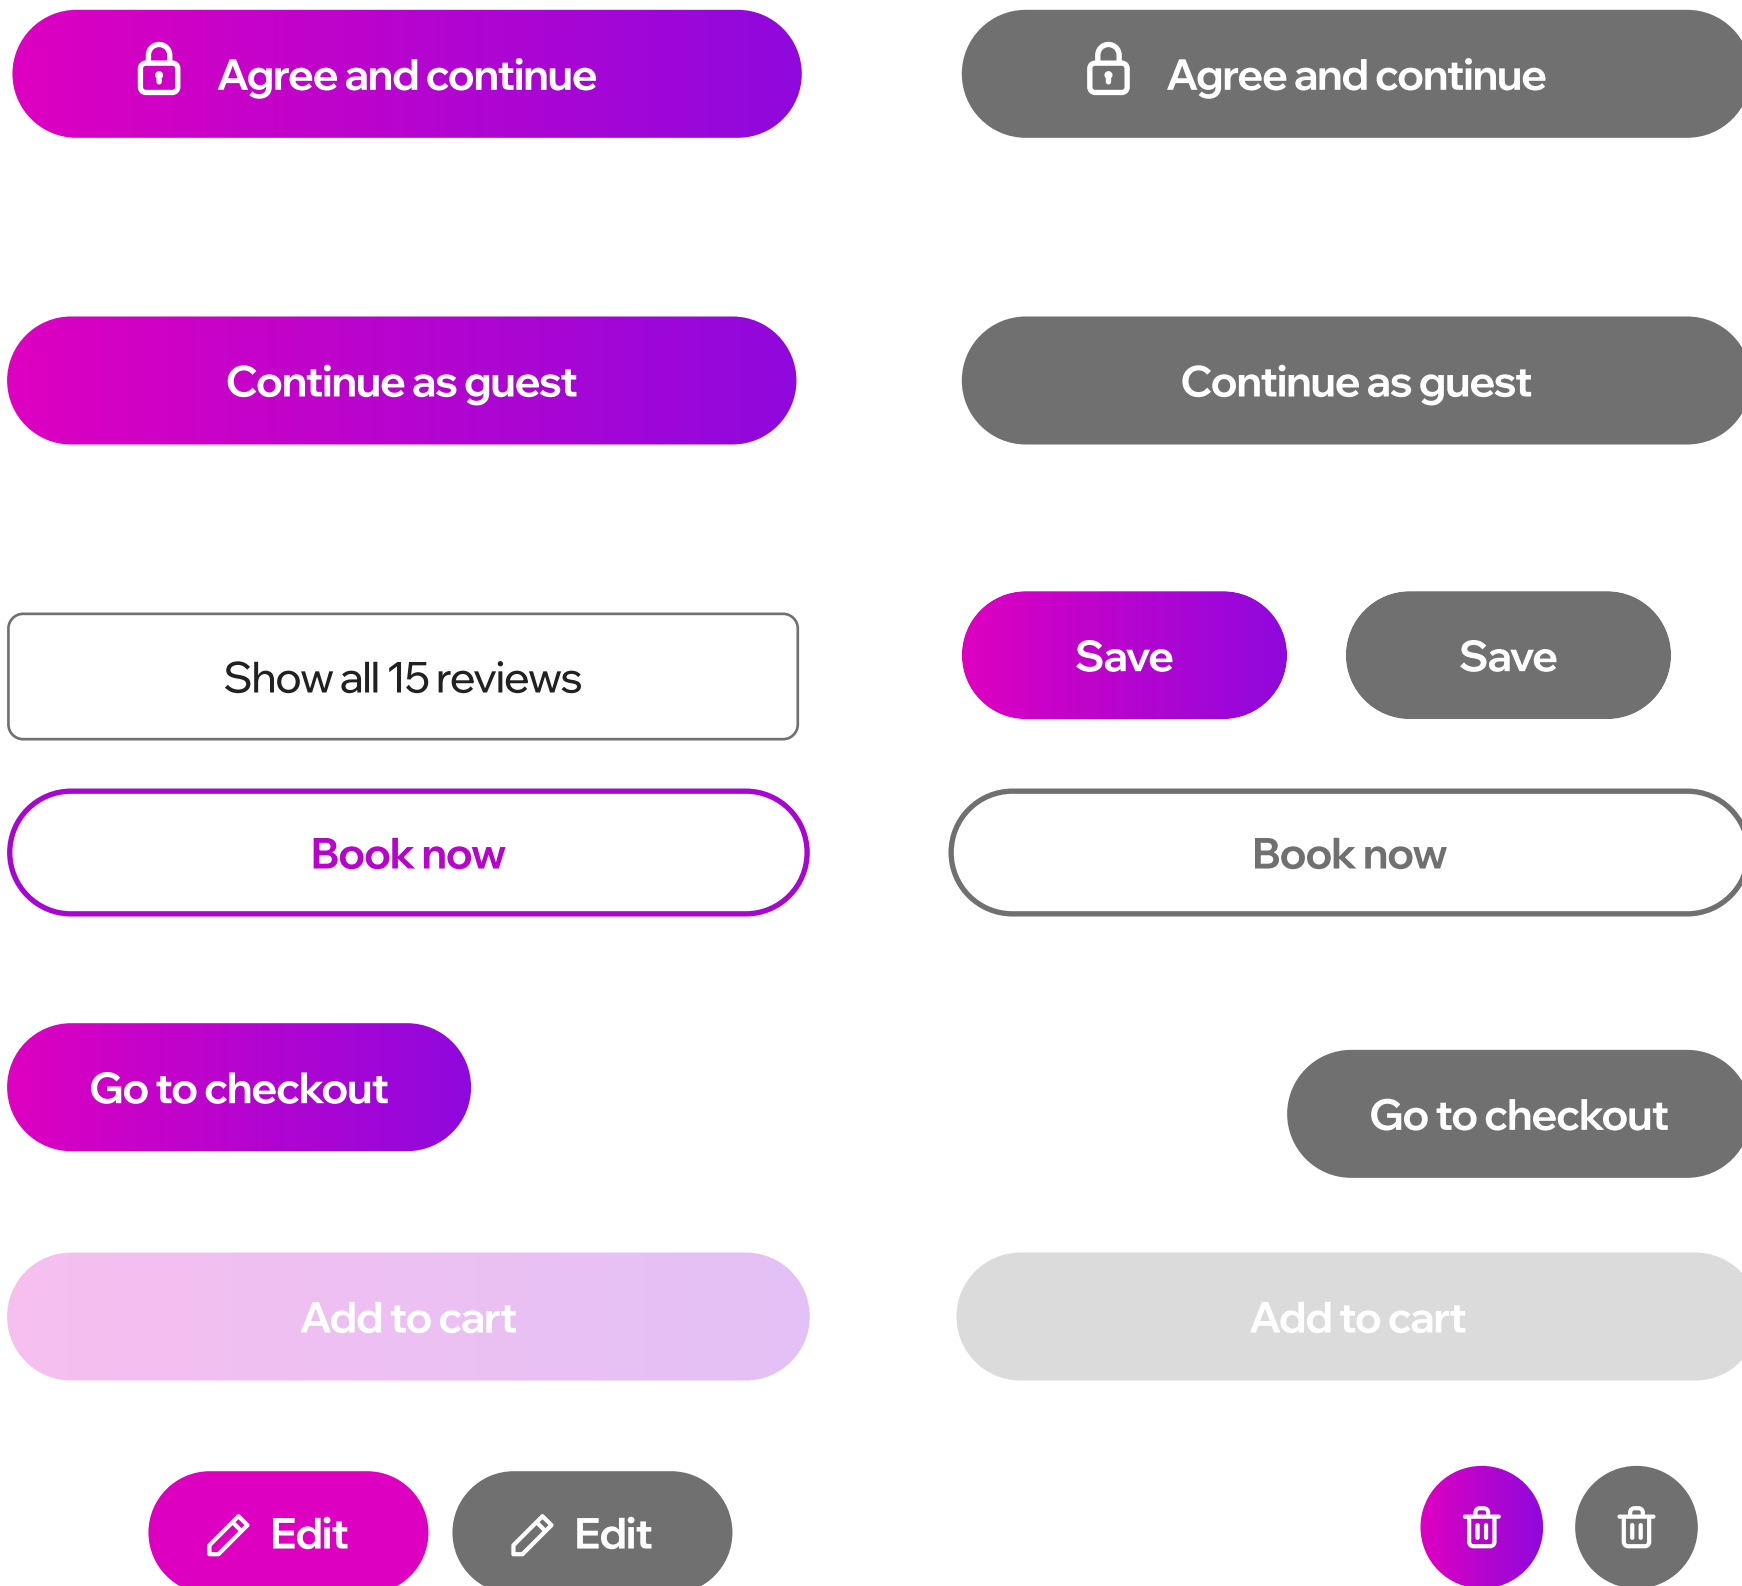 Agree and continue
Agree and continue
Continue as guest
Continue as guest
Show all 15 reviews
Save
Save
Book now
Book now
Go to checkout
Go to checkout
Add to cart
Add to cart
Edit
Edit